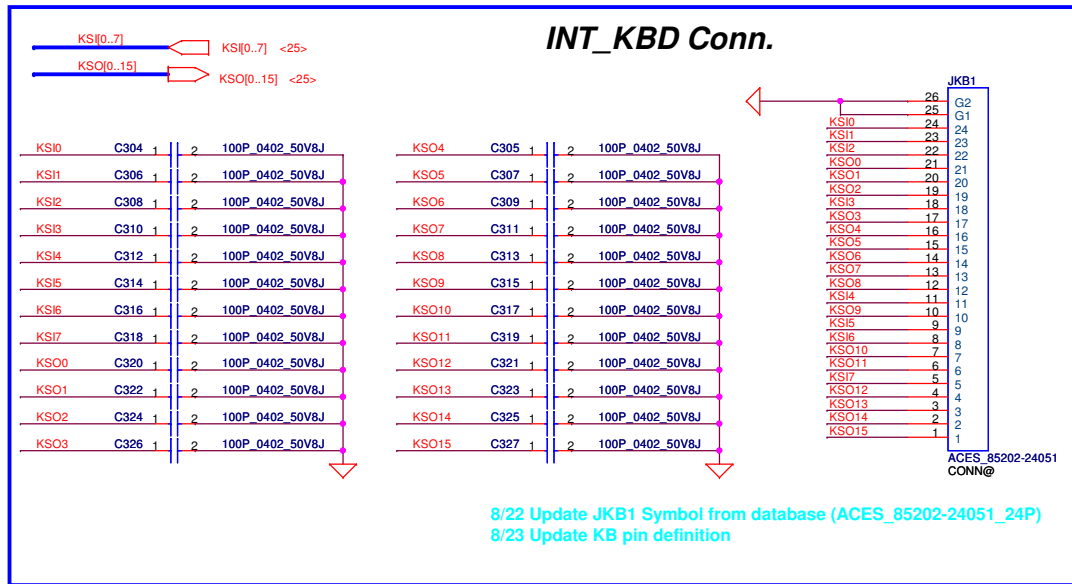 INT_KBD Conn.
KSI[0..7] KSI[0..7] <25>
KSO[0..15] KSO[0..15] <25>
KSI0 C304 1 2 100P_0402_50V8J
KSI1 C306 1 2 100P_0402_50V8J
KSI2 C308 1 2 100P_0402_50V8J
KSI3 C310 1 2 100P_0402_50V8J
KSI4 C312 1 2 100P_0402_50V8J
KSI5 C314 1 2 100P_0402_50V8J
KSI6 C316 1 2 100P_0402_50V8J
KSI7 C318 1 2 100P_0402_50V8J
KSO0 C320 1 2 100P_0402_50V8J
KSO1 C322 1 2 100P_0402_50V8J
KSO2 C324 1 2 100P_0402_50V8J
KSO3 C326 1 2 100P_0402_50V8J
KSO4 C305 1 2 100P_0402_50V8J
KSO5 C307 1 2 100P_0402_50V8J
KSO6 C309 1 2 100P_0402_50V8J
KSO7 C311 1 2 100P_0402_50V8J
KSO8 C313 1 2 100P_0402_50V8J
KSO9 C315 1 2 100P_0402_50V8J
KSO10 C317 1 2 100P_0402_50V8J
KSO11 C319 1 2 100P_0402_50V8J
KSO12 C321 1 2 100P_0402_50V8J
KSO13 C323 1 2 100P_0402_50V8J
KSO14 C325 1 2 100P_0402_50V8J
KSO15 C327 1 2 100P_0402_50V8J
JKB1
26 G2
25 G1
KSI0 24 24
KSI1 23 23
KSI2 22 22
KSO0 21 21
KSO1 20 20
KSO2 19 19
KSI3 18 18
KSO3 17 17
KSO4 16 16
KSO5 15 15
KSO6 14 14
KSO7 13 13
KSO8 12 12
KSI4 11 11
KSO9 10 10
KSI5 9 9
KSI6 8 8
KSO10 7 7
KSO11 6 6
KSI7 5 5
KSO12 4 4
KSO13 3 3
KSO14 2 2
KSO15 1 1
ACES_85202-24051
CONN@
8/22 Update JKB1 Symbol from database (ACES_85202-24051_24P)
8/23 Update KB pin definition